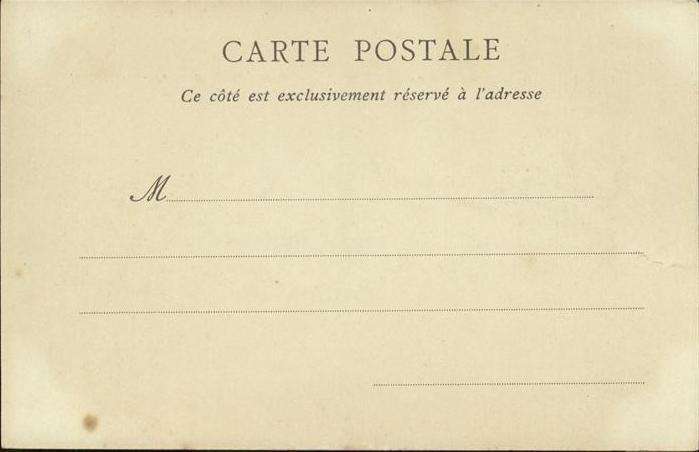 CARTE POSTALE
Ce côté est exclusivement réservé à l'adresse
M